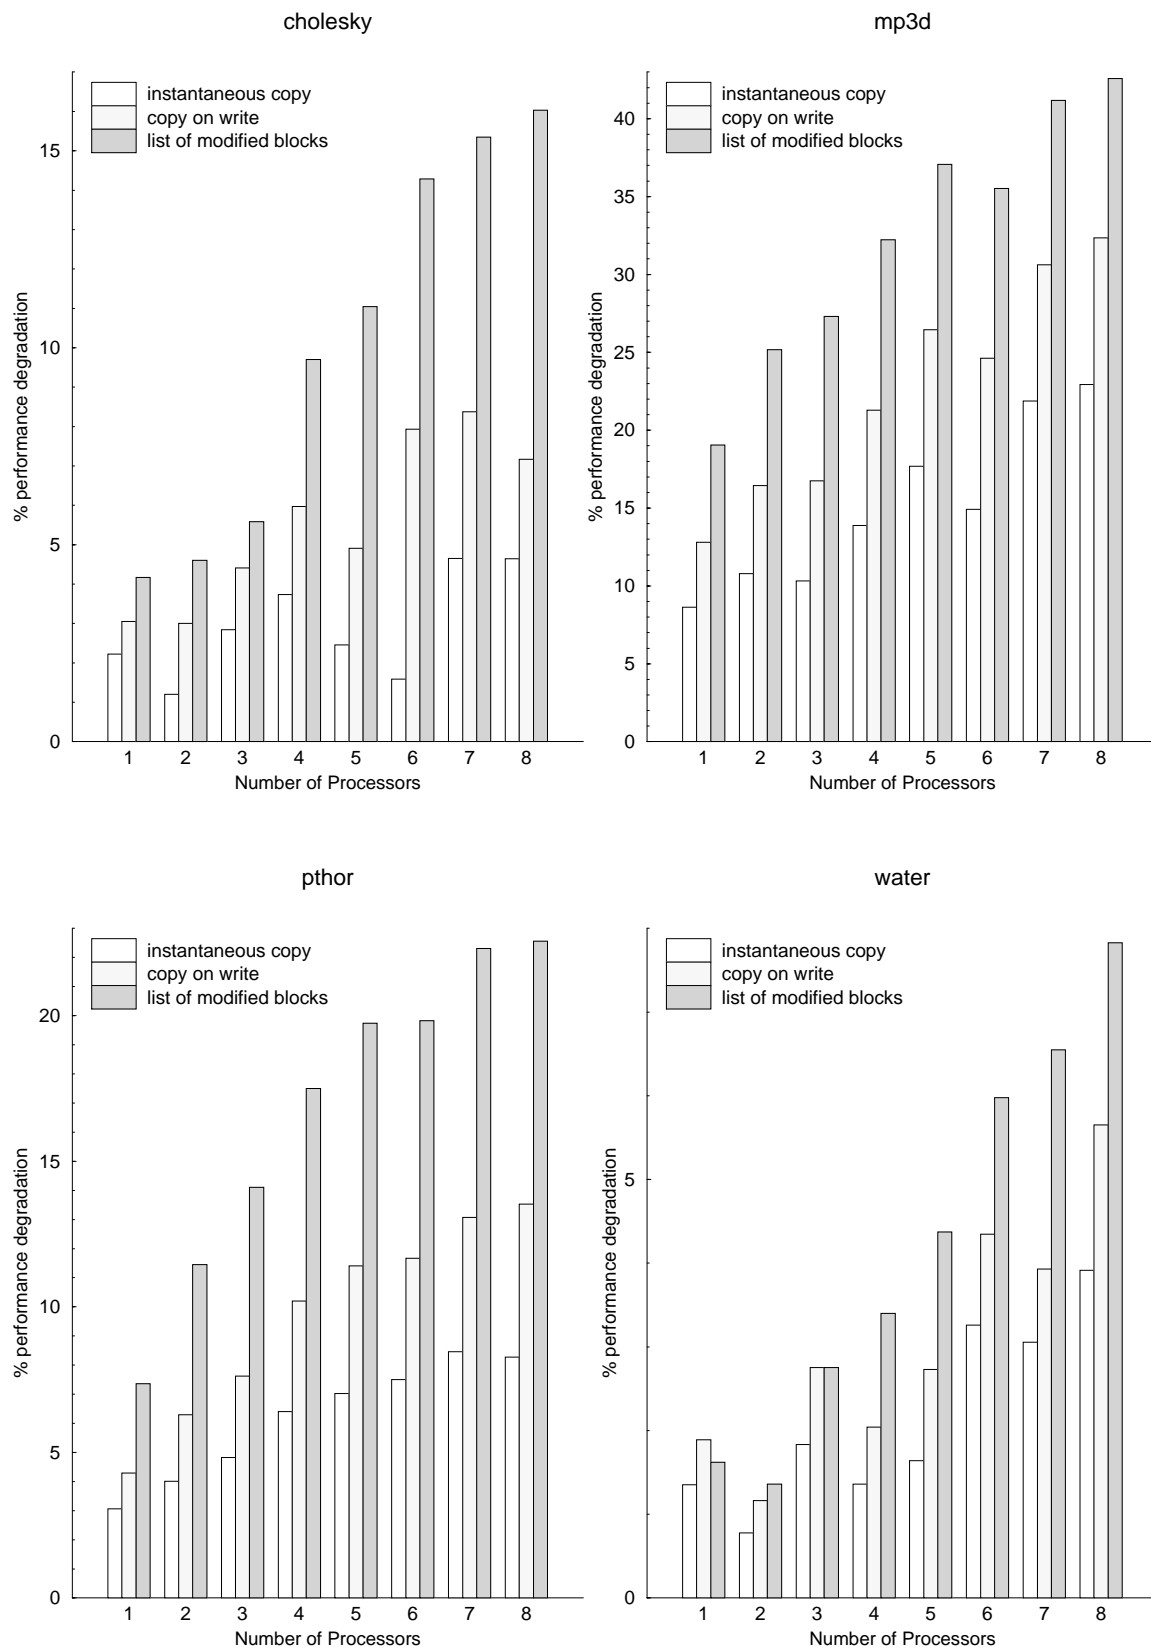 cholesky
instantaneous copy
copy on write
list of modified blocks
15
10
5
0
% performance degradation
1 2 3 4 5 6 7 8
Number of Processors
mp3d
instantaneous copy
copy on write
list of modified blocks
40
35
30
25
20
15
10
5
0
% performance degradation
1 2 3 4 5 6 7 8
Number of Processors
pthor
instantaneous copy
copy on write
list of modified blocks
20
15
10
5
0
% performance degradation
1 2 3 4 5 6 7 8
Number of Processors
water
instantaneous copy
copy on write
list of modified blocks
5
0
% performance degradation
1 2 3 4 5 6 7 8
Number of Processors